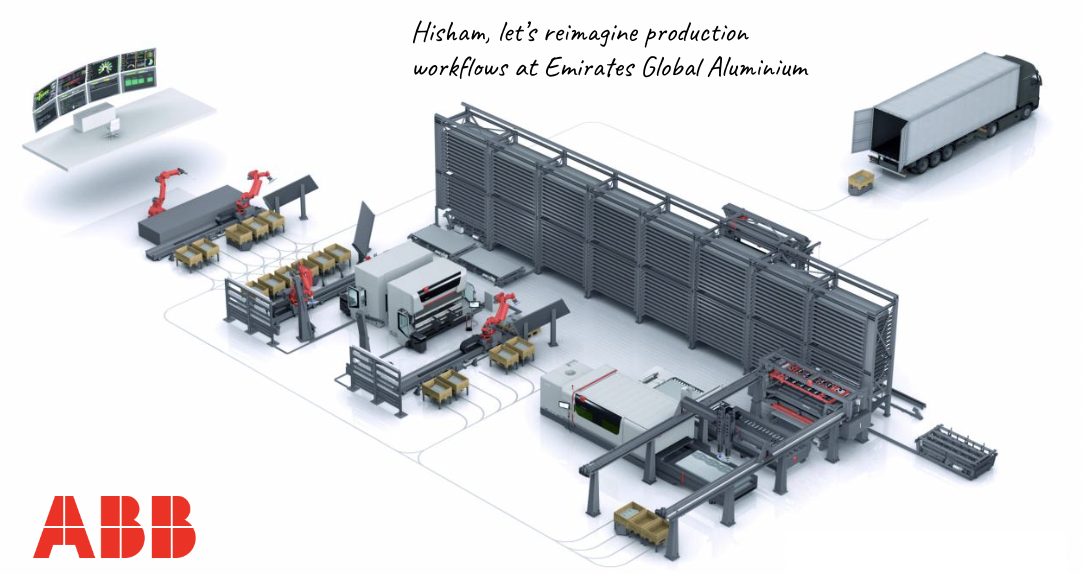 Hisham, let's reimagine production
workflows at Emirates Global Aluminium
ABB